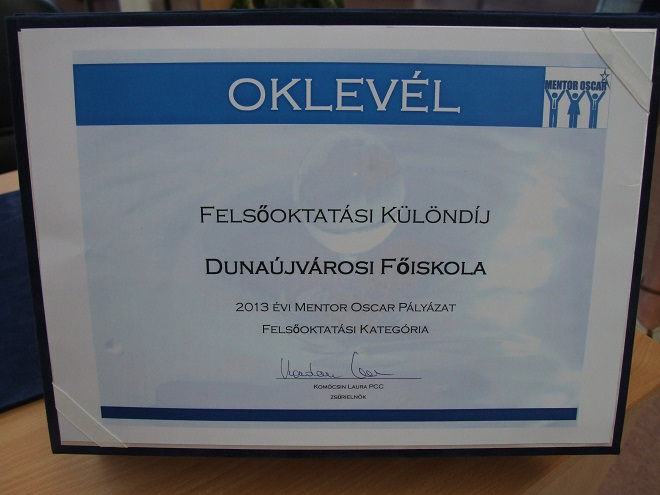 OKLEVÉL
MENTOR OSCAR
FELSŐOKTATÁSI KÜLÖNDÍJ
DUNAÚJVÁROSI FŐISKOLA
2013 ÉVI MENTOR OSCAR PÁLYÁZAT
FELSŐOKTATÁSI KATEGÓRIA
KOMÓCSIN LAURA PCC
ZSŰRIELNÖK